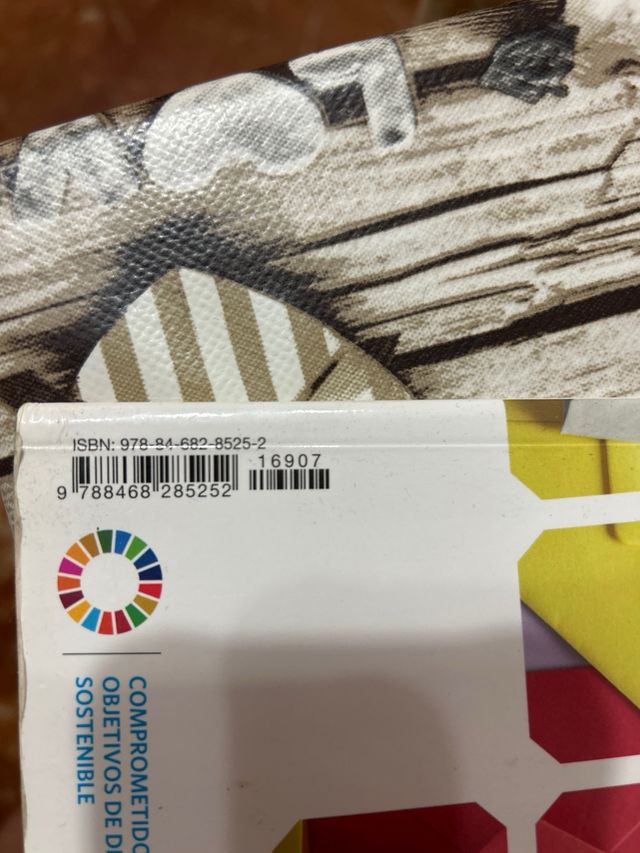 ISBN: 978-84-682-8525-2
16907
9 788468 285252
COMPROMETIDO
OBJETIVOS DE
SOSTENIBLE